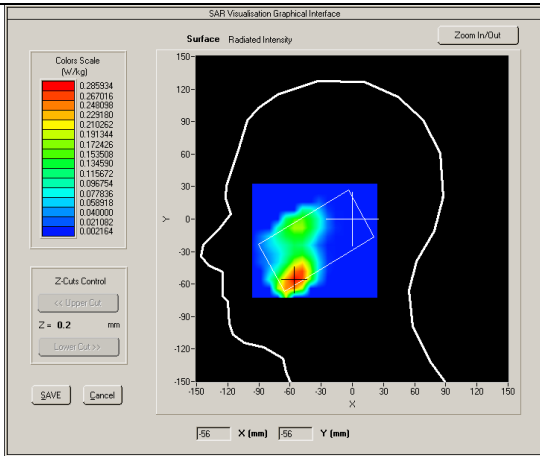 SAR Visualisation Graphical Interface
Surface Radiated Intensity
Zoom In/Out
Colors Scale
(W/kg)
0.285934
0.267016
0.248098
0.229180
0.210262
0.191344
0.172426
0.153508
0.134590
0.115672
0.096754
0.077836
0.058918
0.040000
0.021082
0.002164
Z-Cuts Control
<< Upper Cut
Z = 0.2 mm
Lower Cut >>
SAVE
Cancel
150
120
90
60
30
0
-30
-60
-90
-120
-150
Y
-150 -120 -90 -60 -30 0 30 60 90 120 150
X
-56 X (mm) -56 Y (mm)